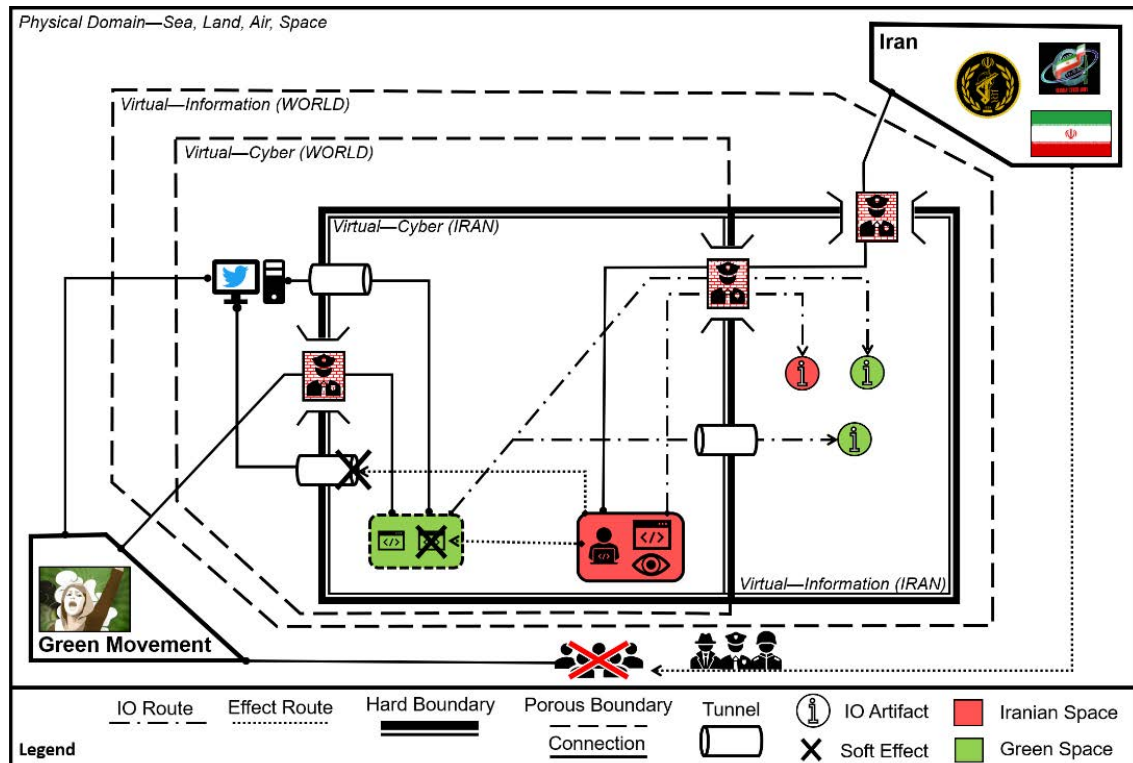 Physical Domain—Sea, Land, Air, Space
Iran
Virtual—Information (WORLD)
Virtual—Cyber (WORLD)
Virtual—Cyber (IRAN)
Virtual—Information (IRAN)
Green Movement
IO Route
Effect Route
Hard Boundary
Porous Boundary
Connection
Tunnel
IO Artifact
Soft Effect
Iranian Space
Green Space
Legend